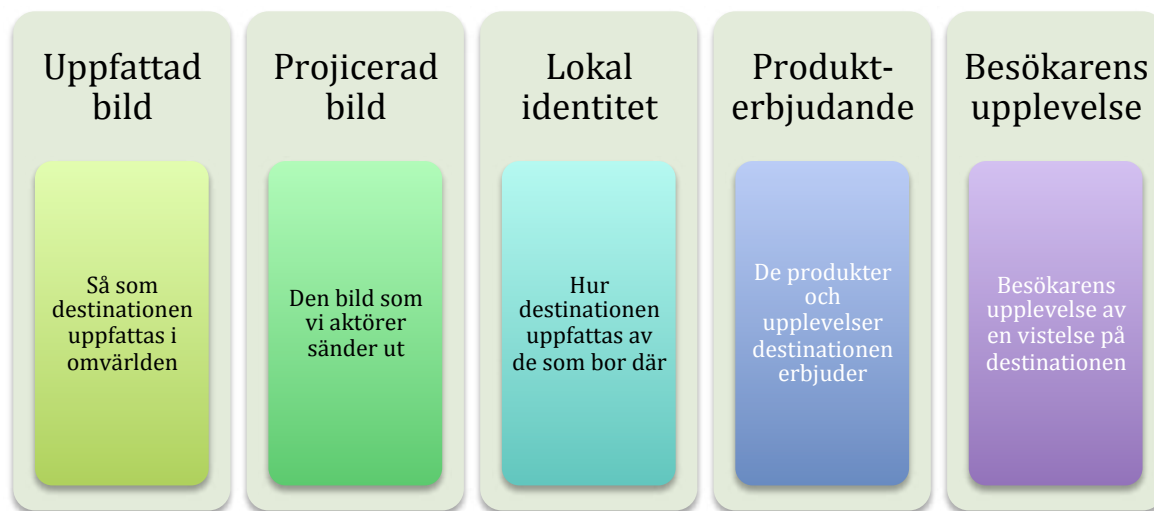 Uppfattad
bild
Så som
destinationen
uppfattas i
omvärlden
Projicerad
bild
Den bild som
vi aktörer
sänder ut
Lokal
identitet
Hur
destinationen
uppfattas av
de som bor där
Produkt-
erbjudande
De produkter
och
upplevelser
destinationen
erbjuder
Besökarens
upplevelse
Besökarens
upplevelse av
en vistelse på
destinationen